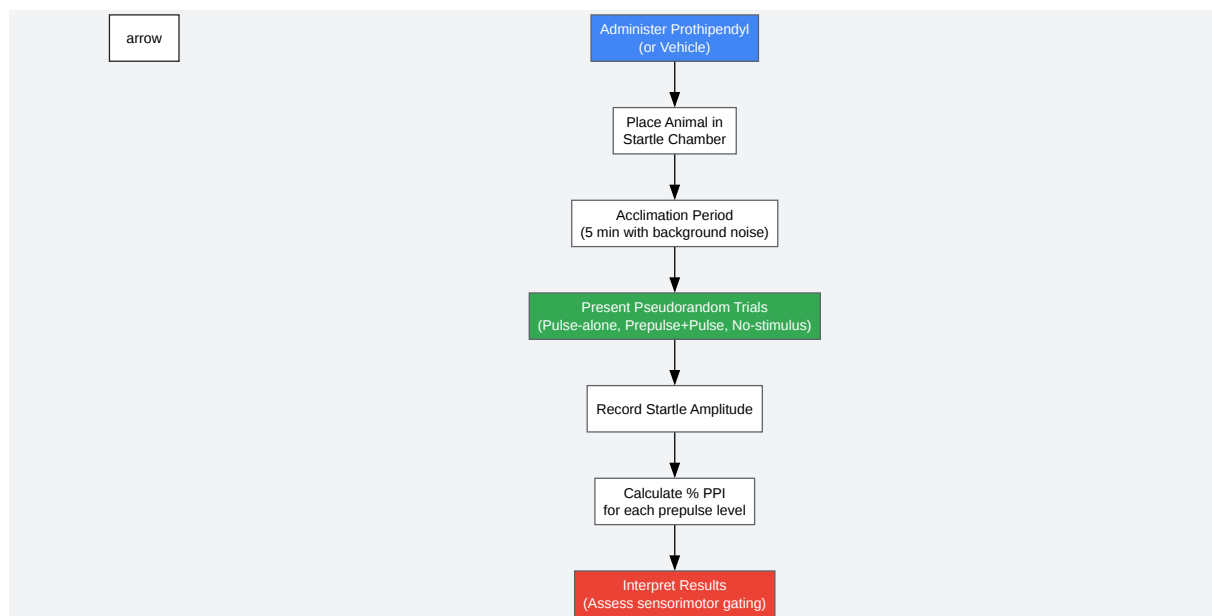 arrow
Administer Prothipendyl
(or Vehicle)
Place Animal in
Startle Chamber
Acclimation Period
(5 min with background noise)
Present Pseudorandom Trials
(Pulse-alone, Prepulse+Pulse, No-stimulus)
Record Startle Amplitude
Calculate % PPI
for each prepulse level
Interpret Results
(Assess sensorimotor gating)